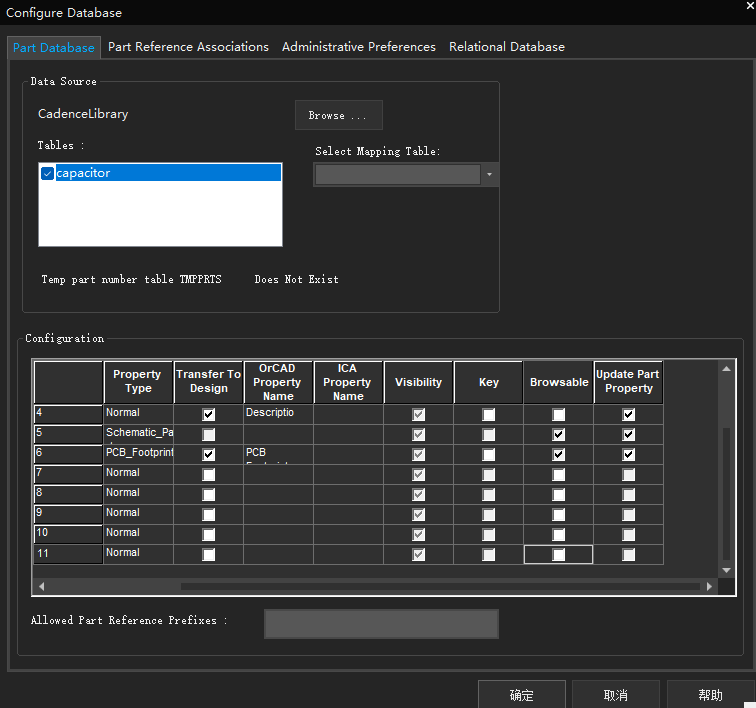 Configure Database
Part Database Part Reference Associations Administrative Preferences Relational Database
Data Source
CadenceLibrary
Browse ...
Tables :
Select Mapping Table:
capacitor
Temp part number table TMPPRTS Does Not Exist
Configuration
Property Type Transfer To Design OrCAD Property Name ICA Property Name Visibility Key Browsable Update Part Property
4 Normal Descriptio
5 Schematic_Pa
6 PCB_Footprint PCB
7 Normal
8 Normal
9 Normal
10 Normal
11 Normal
Allowed Part Reference Prefixes :
确定 取消 帮助